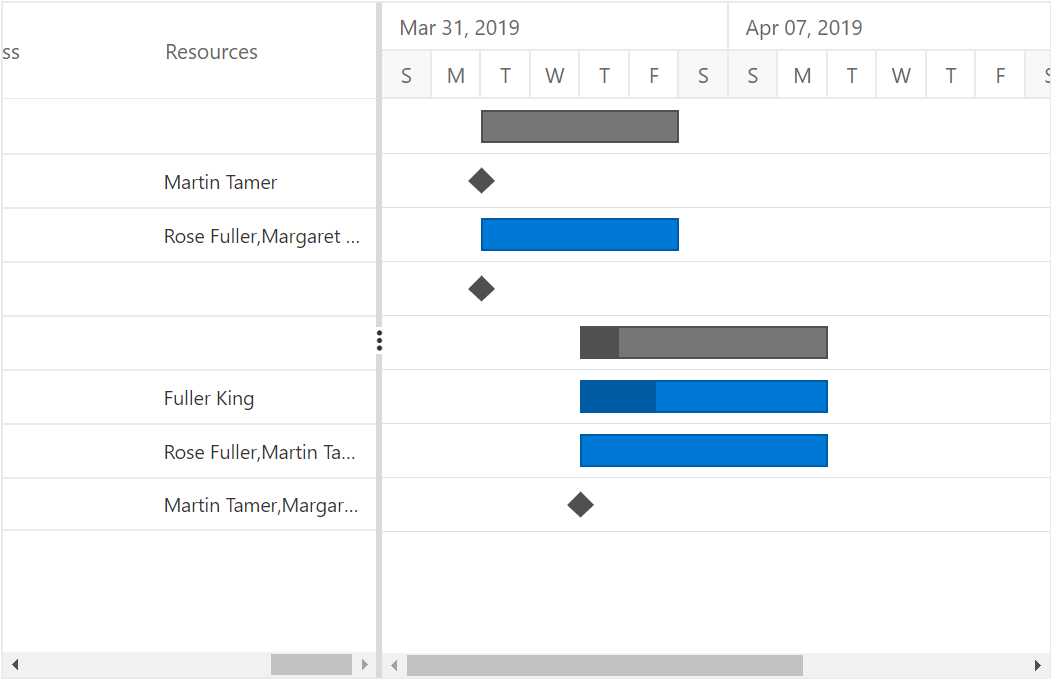 ss Resources Mar 31, 2019 Apr 07, 2019
S M T W T F S S M T W T F S
Martin Tamer
Rose Fuller,Margaret ...
Fuller King
Rose Fuller,Martin Ta...
Martin Tamer,Margar...